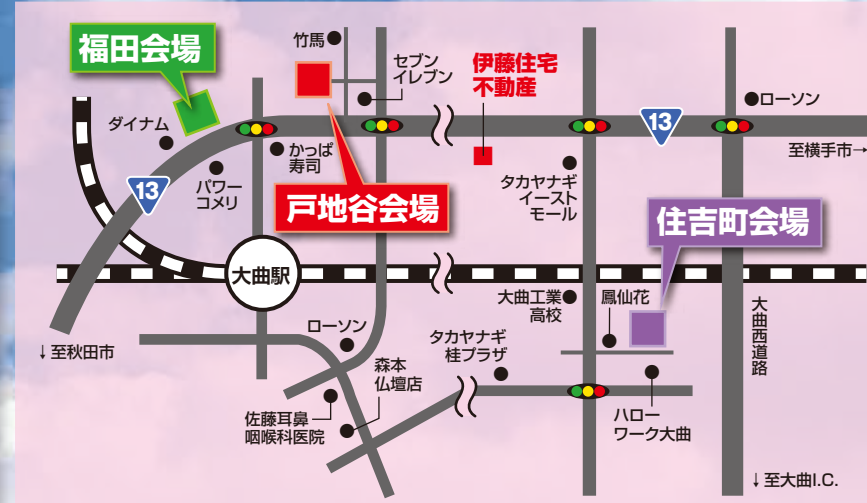 福田会場
竹馬
セブン
イレブン
伊藤住宅
不動産
ローソン
ダイナム
13
至横手市→
かっぱ
寿司
パワー
コメリ
13
戸地谷会場
タカヤナギ
イースト
モール
住吉町会場
大曲駅
大曲工業
高校
鳳仙花
大曲西道路
↓至秋田市
ローソン
タカヤナギ
桂プラザ
森本
仏壇店
佐藤耳鼻
咽喉科医院
ハロー
ワーク大曲
↓至大曲I.C.